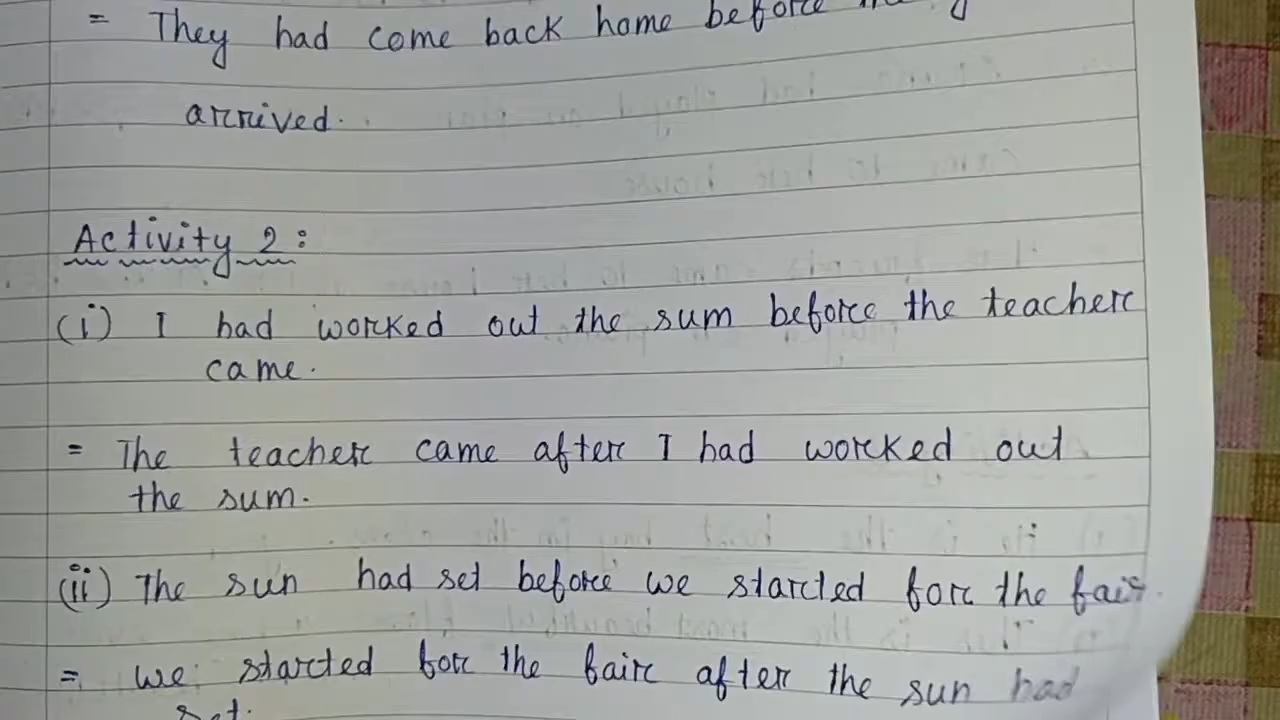 = They had come back home before
arrived.
Activity 2:
(i) I had worked out the sum before the teacher
came.
= The teacher came after I had worked out
the sum.
(ii) The sun had set before we started for the fair.
= we started for the fair after the sun had
set.